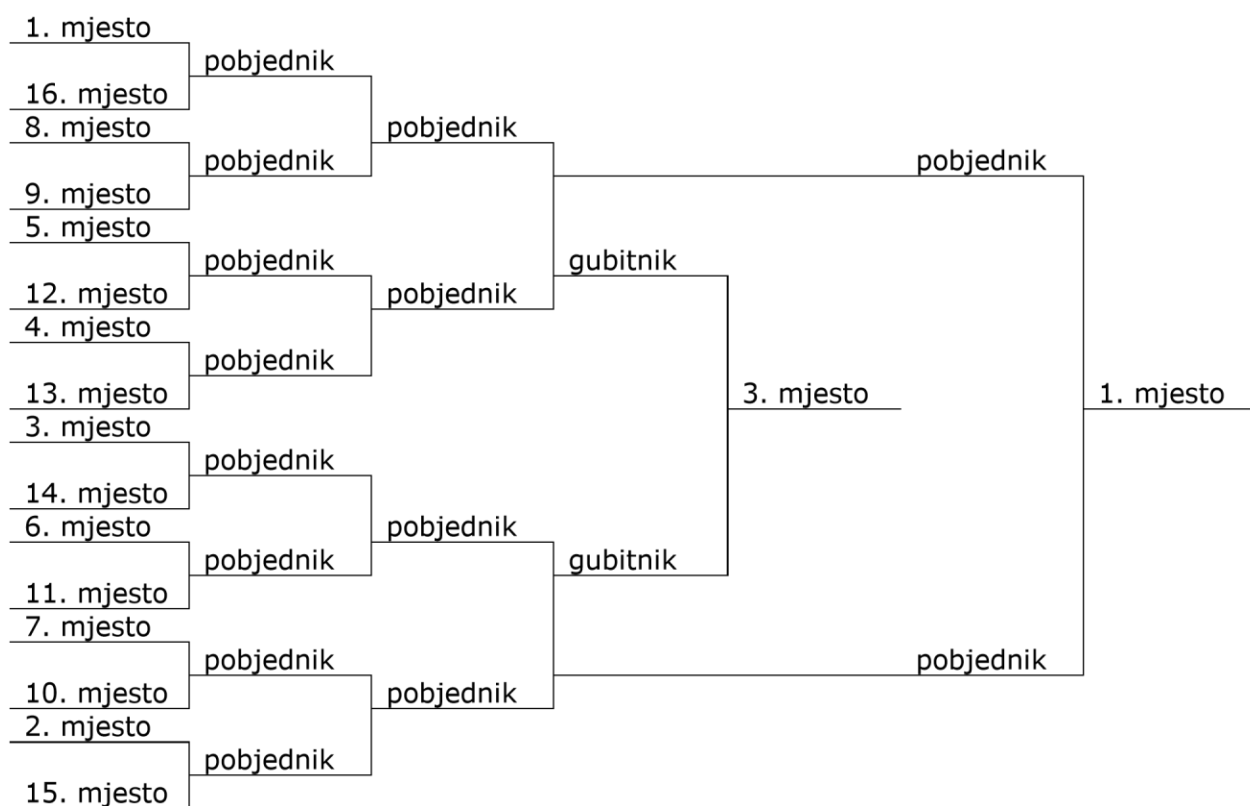 1. mjesto
pobjednik
16. mjesto
8. mjesto
pobjednik
pobjednik
pobjednik
9. mjesto
5. mjesto
pobjednik
gubitnik
12. mjesto
pobjednik
4. mjesto
pobjednik
13. mjesto
3. mjesto
1. mjesto
3. mjesto
pobjednik
14. mjesto
6. mjesto
pobjednik
pobjednik
gubitnik
11. mjesto
7. mjesto
pobjednik
pobjednik
10. mjesto
pobjednik
2. mjesto
pobjednik
15. mjesto